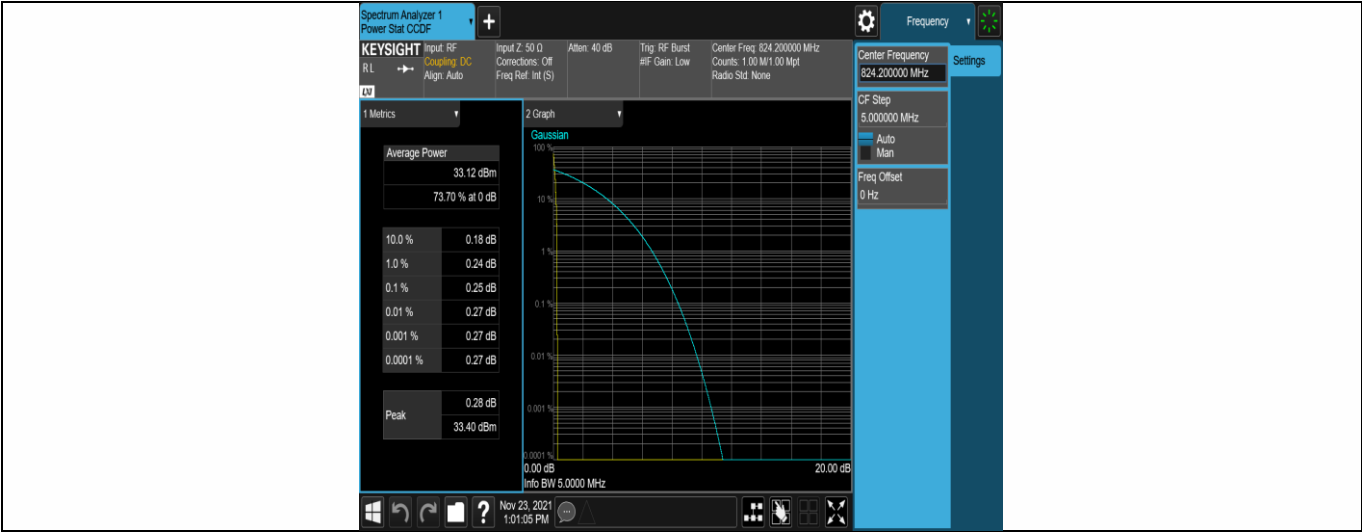 Spectrum Analyzer 1
Power Stat CCDF
Frequency
KEYSIGHT
RL
LXI
Input: RF
Coupling: DC
Align: Auto
Input Z: 50 Ω
Corrections: Off
Freq Ref: Int (S)
Atten: 40 dB
Trig: RF Burst
#IF Gain: Low
Center Freq: 824.200000 MHz
Counts: 1.00 M/1.00 Mpt
Radio Std: None
Center Frequency
824.200000 MHz
Settings
CF Step
5.000000 MHz
Auto
Man
Freq Offset
0 Hz
1 Metrics
Average Power
33.12 dBm
73.70 % at 0 dB
10.0 % 0.18 dB
1.0 % 0.24 dB
0.1 % 0.25 dB
0.01 % 0.27 dB
0.001 % 0.27 dB
0.0001 % 0.27 dB
Peak
0.28 dB
33.40 dBm
2 Graph
Gaussian
100 %
10 %
1 %
0.1 %
0.01 %
0.001 %
0.0001 %
0.00 dB 20.00 dB
Info BW 5.0000 MHz
?
Nov 23, 2021
1:01:05 PM